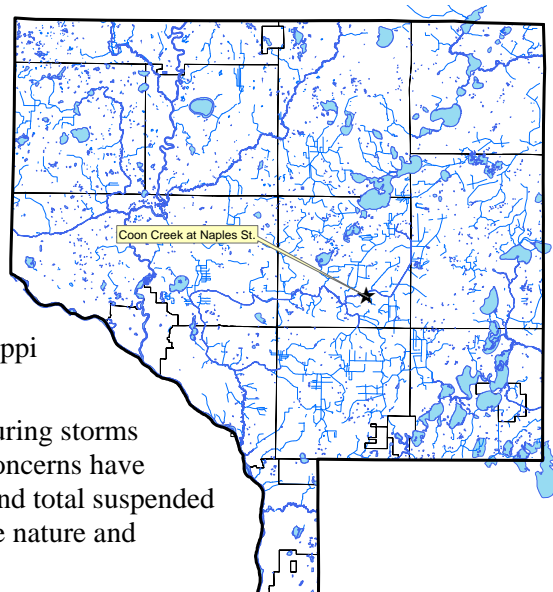 Coon Creek at Naples St.
ppi
uring storms
oncerns have
nd total suspended
e nature and